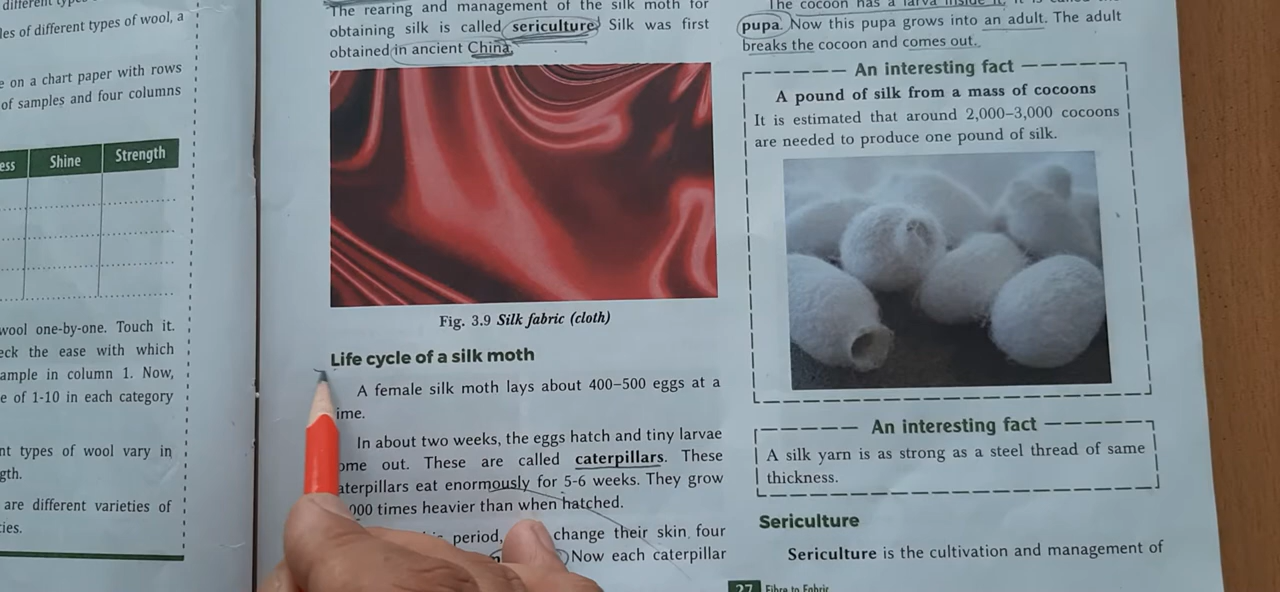 les of different types of wool, a
on a chart paper with rows
of samples and four columns
Shine Strength
wool one-by-one. Touch it.
the ease with which
in column 1. Now,
of 1-10 in each category
types of wool vary in
are different varieties of
The rearing and management of the silk moth for
obtaining silk is called sericulture. Silk was first
obtained in ancient China.
Fig. 3.9 Silk fabric (cloth)
Life cycle of a silk moth
A female silk moth lays about 400–500 eggs at a
ime.
In about two weeks, the eggs hatch and tiny larvae
ome out. These are called caterpillars. These
aterpillars eat enormously for 5-6 weeks. They grow
000 times heavier than when hatched.
period, change their skin four
Now each caterpillar
The cocoon has a larva inside it. It is called the
pupa. Now this pupa grows into an adult. The adult
breaks the cocoon and comes out.
An interesting fact
A pound of silk from a mass of cocoons
It is estimated that around 2,000–3,000 cocoons
are needed to produce one pound of silk.
An interesting fact
A silk yarn is as strong as a steel thread of same
thickness.
Sericulture
Sericulture is the cultivation and management of
27 Fibre to Fabric